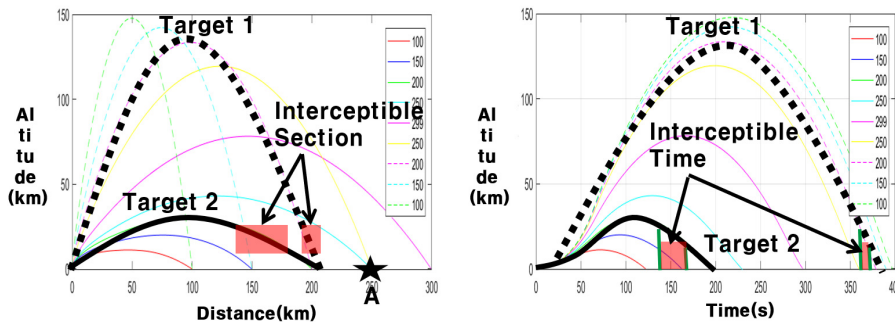 150
100
50
0
Al
ti
tu
de
(km)
Target 1
Interceptible
Section
Target 2
100
150
200
250
299
250
200
150
100
0
50
100
150
200
250
300
A
Distance(km)
150
100
50
0
Al
ti
tu
de
(km)
Target 1
Interceptible
Time
Target 2
100
150
200
250
299
250
200
150
100
0
50
100
150
200
250
300
350
400
Time(s)